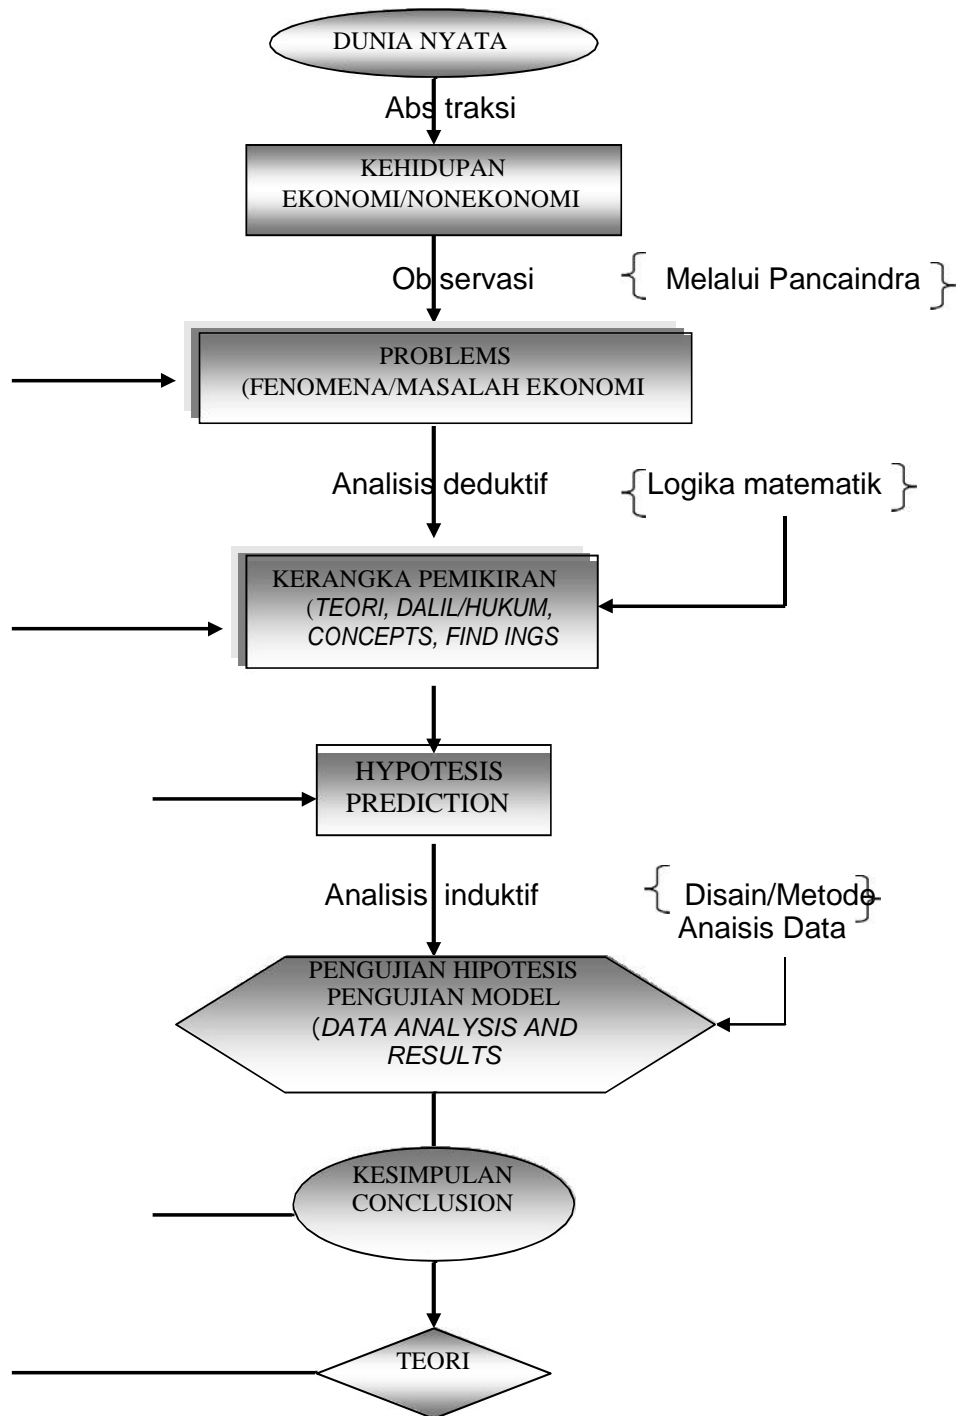 DUNIA NYATA
Abs traksi
KEHIDUPAN
EKONOMI/NONEKONOMI
Ob servasi
Melalui Pancaindra
PROBLEMS
(FENOMENA/MASALAH EKONOMI
Analisis deduktif
Logika matematik
KERANGKA PEMIKIRAN
(TEORI, DALIL/HUKUM,
CONCEPTS, FIND INGS
HYPOTESIS
PREDICTION
Analisis induktif
Disain/Metode
Anaisis Data
PENGUJIAN HIPOTESIS
PENGUJIAN MODEL
(DATA ANALYSIS AND
RESULTS
KESIMPULAN
CONCLUSION
TEORI